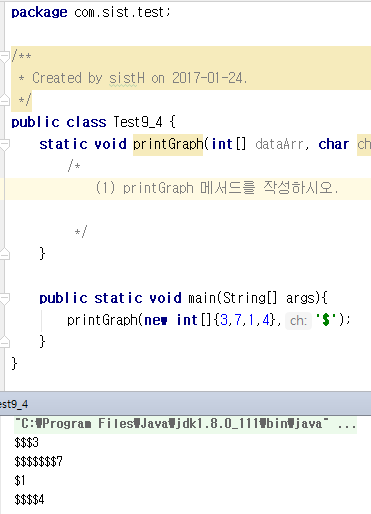 package com.sist.test;
/**
* Created by sistH on 2017-01-24.
*/
public class Test9_4 {
static void printGraph(int[] dataArr, char ch
/*
(1) printGraph 메서드를 작성하시오.
*/
}
public static void main(String[] args){
printGraph(new int[]{3,7,1,4}, ch: '$');
}
}
est9_4
"C:₩Program Files₩Java₩jdk1.8.0_111₩bin₩java" ...
$$$3
$$$$$$$7
$1
$$$$4